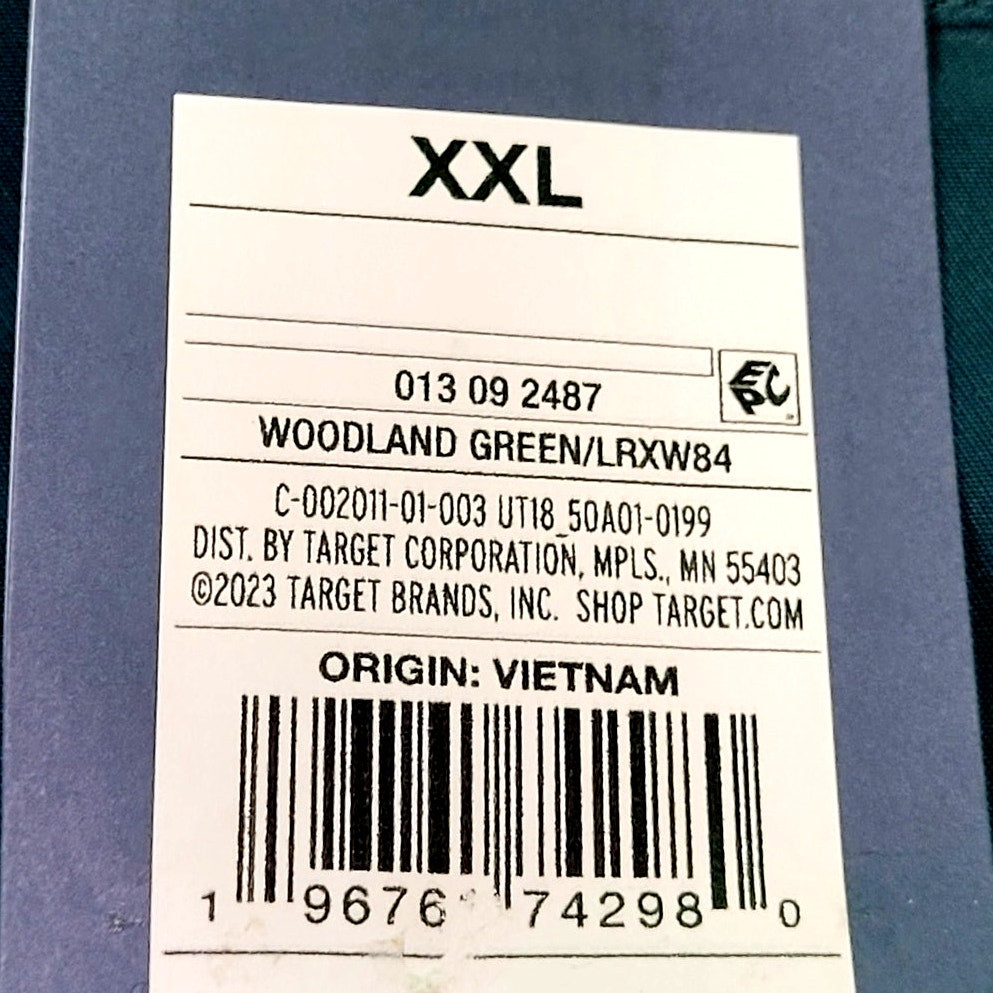 XXL
EPC
013 09 2487
WOODLAND GREEN/LRXW84
C-002011-01-003 UT18_50A01-0199
DIST. BY TARGET CORPORATION, MPLS., MN 55403
©2023 TARGET BRANDS, INC. SHOP TARGET.COM
ORIGIN: VIETNAM
1 9676 74298 0